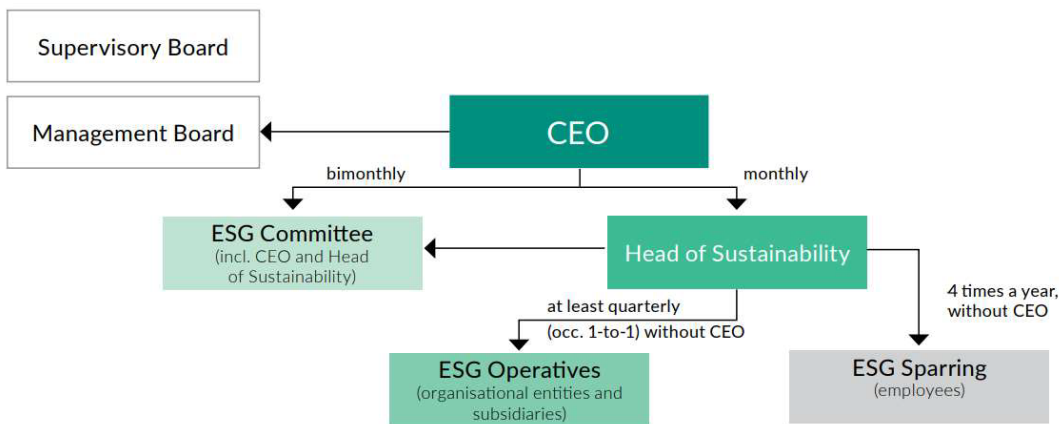 Supervisory Board
Management Board
CEO
bimonthly
monthly
ESG Committee
(incl. CEO and Head
of Sustainability)
Head of Sustainability
at least quarterly
(occ. 1-to-1) without CEO
4 times a year,
without CEO
ESG Operatives
(organisational entities and
subsidiaries)
ESG Sparring
(employees)